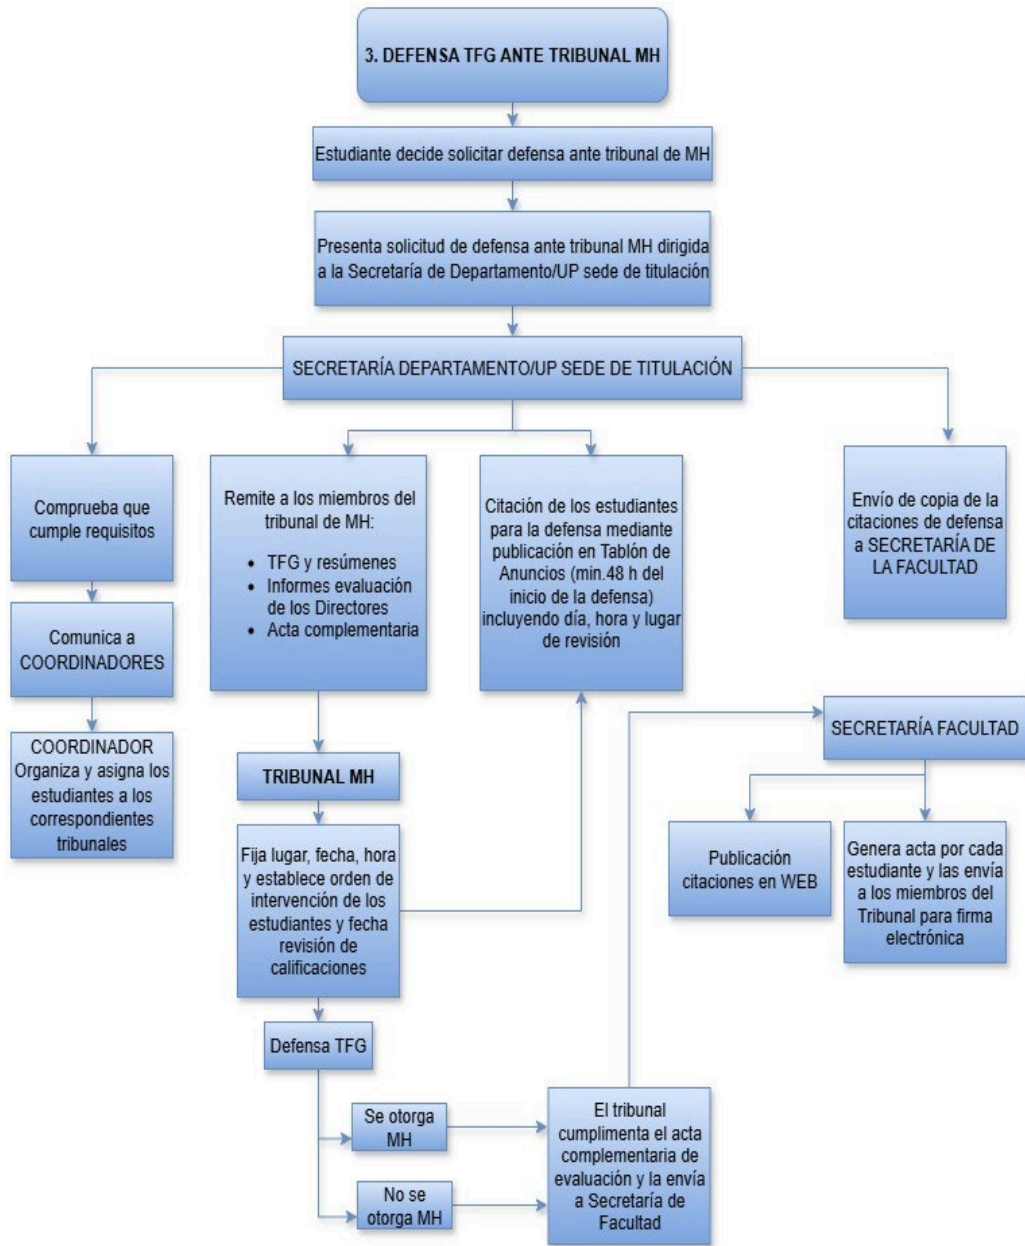 3. DEFENSA TFG ANTE TRIBUNAL MH
Estudiante decide solicitar defensa ante tribunal de MH
Presenta solicitud de defensa ante tribunal MH dirigida
a la Secretaría de Departamento/UP sede de titulación
SECRETARÍA DEPARTAMENTO/UP SEDE DE TITULACIÓN
Comprueba que
cumple requisitos
Comunica a
COORDINADORES
COORDINADOR
Organiza y asigna los
estudiantes a los
correspondientes
tribunales
Remite a los miembros del
tribunal de MH:
• TFG y resúmenes
• Informes evaluación
de los Directores
• Acta complementaria
Citación de los estudiantes
para la defensa mediante
publicación en Tablón de
Anuncios (min.48 h del
inicio de la defensa)
incluyendo día, hora y lugar
de revisión
Envío de copia de la
citaciones de defensa
a SECRETARÍA DE
LA FACULTAD
TRIBUNAL MH
Fija lugar, fecha, hora
y establece orden de
intervención de los
estudiantes y fecha
revisión de
calificaciones
Defensa TFG
Se otorga
MH
No se
otorga MH
El tribunal
cumplimenta el acta
complementaria de
evaluación y la envía
a Secretaría de
Facultad
SECRETARÍA FACULTAD
Publicación
citaciones en WEB
Genera acta por cada
estudiante y las envía
a los miembros del
Tribunal para firma
electrónica